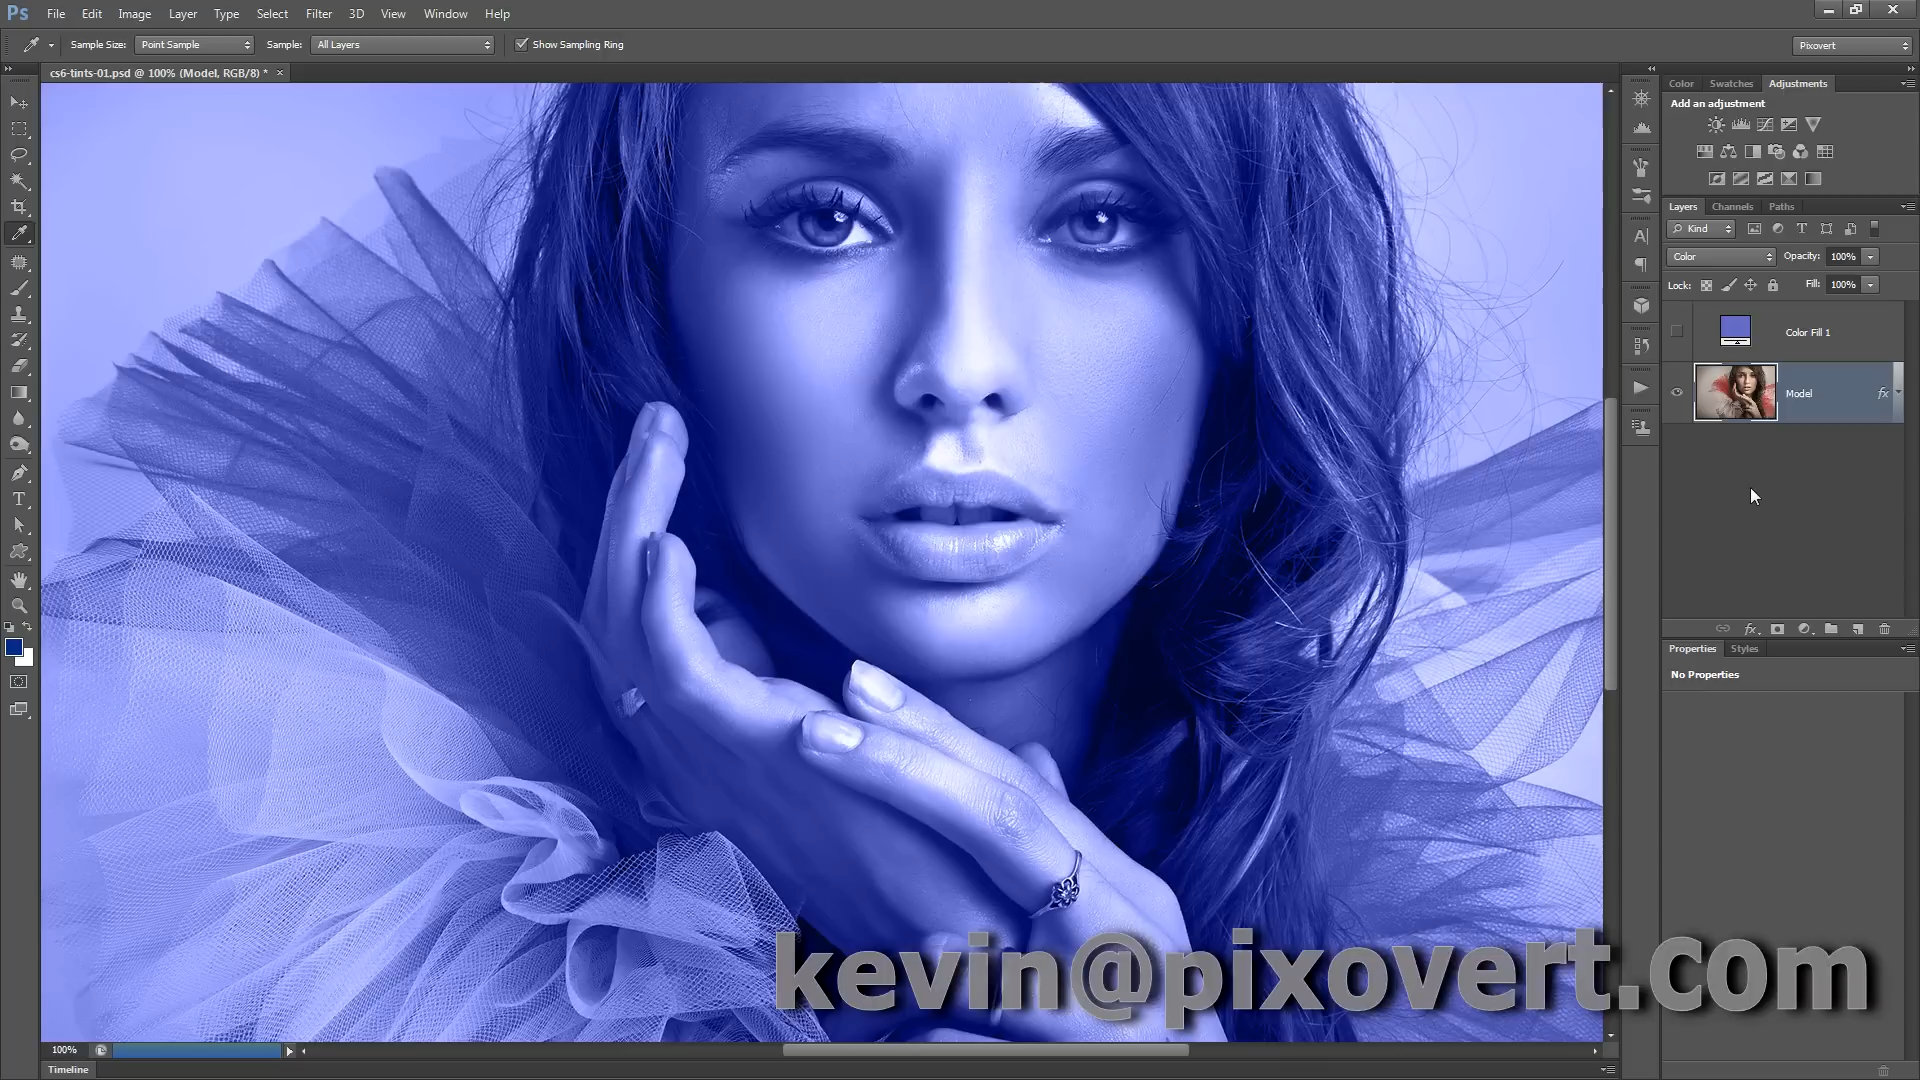 Ps File Edit Image Layer Type Select Filter 3D View Window Help
Sample Size: Point Sample Sample: All Layers Show Sampling Ring Pixovert
cs6-tints-01.psd @ 100% (Model, RGB/8) * ×
Color Swatches Adjustments
Add an adjustment
Layers Channels Paths
Kind
Color Opacity: 100%
Lock: Fill: 100%
Color Fill 1
Model fx
fx
Properties Styles
No Properties
kevin@pixovert.com
100%
Timeline